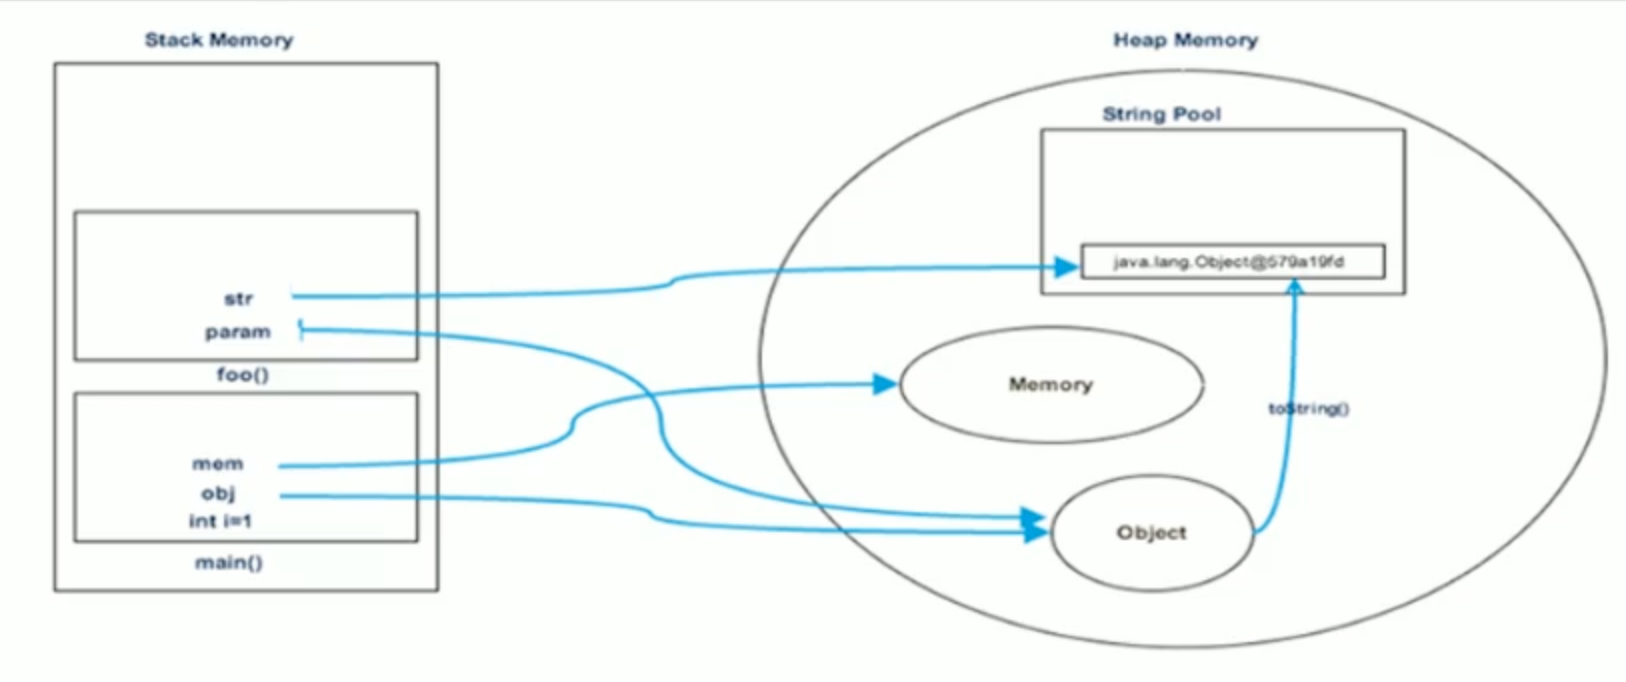 Stack Memory
Heap Memory
String Pool
java.lang.Object@579a19fd
str
param
foo()
Memory
toString()
mem
obj
int i=1
Object
main()